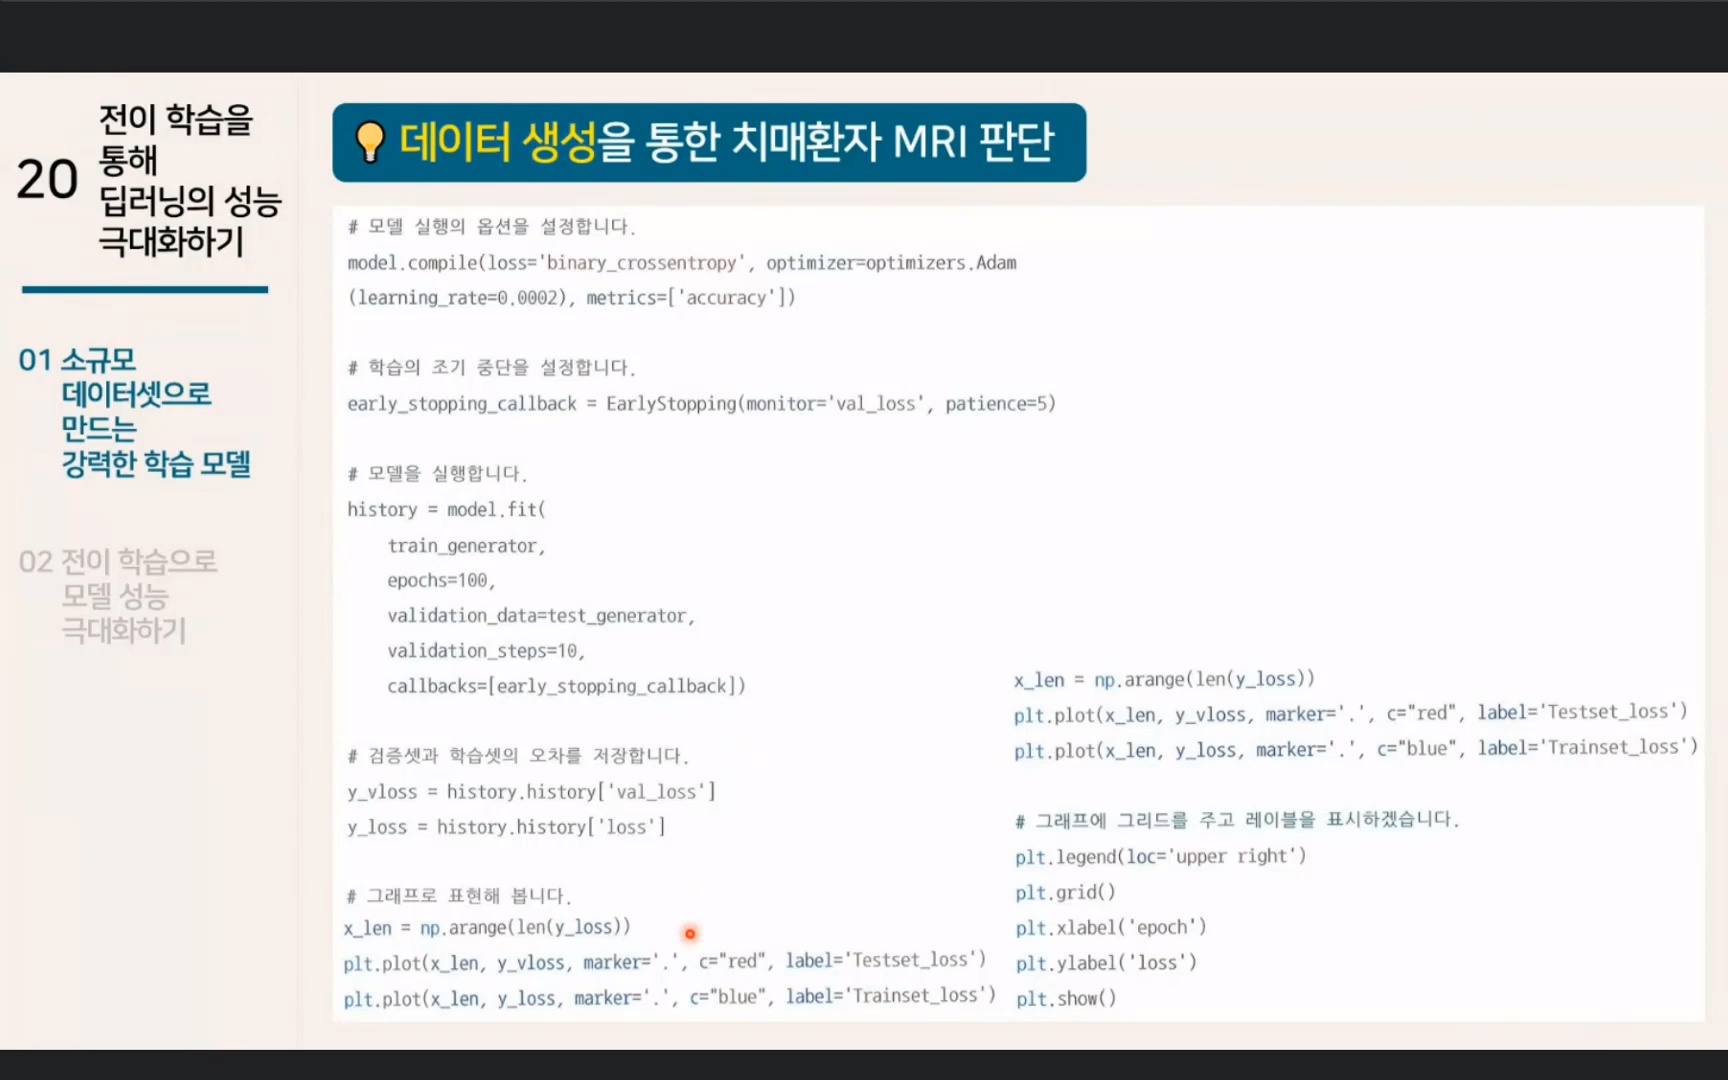 20
전이 학습을
통해
딥러닝의 성능
극대화하기
01 소규모
데이터셋으로
만드는
강력한 학습 모델
02 전이 학습으로
모델 성능
극대화하기
데이터 생성을 통한 치매환자 MRI 판단
# 모델 실행의 옵션을 설정합니다.
model.compile(loss='binary_crossentropy', optimizer=optimizers.Adam
(learning_rate=0.0002), metrics=['accuracy'])
# 학습의 조기 중단을 설정합니다.
early_stopping_callback = EarlyStopping(monitor='val_loss', patience=5)
# 모델을 실행합니다.
history = model.fit(
    train_generator,
    epochs=100,
    validation_data=test_generator,
    validation_steps=10,
    callbacks=[early_stopping_callback])
# 검증셋과 학습셋의 오차를 저장합니다.
y_vloss = history.history['val_loss']
y_loss = history.history['loss']
# 그래프로 표현해 봅니다.
x_len = np.arange(len(y_loss))
plt.plot(x_len, y_vloss, marker='.', c="red", label='Testset_loss')
plt.plot(x_len, y_loss, marker='.', c="blue", label='Trainset_loss')
x_len = np.arange(len(y_loss))
plt.plot(x_len, y_vloss, marker='.', c="red", label='Testset_loss')
plt.plot(x_len, y_loss, marker='.', c="blue", label='Trainset_loss')
# 그래프에 그리드를 주고 레이블을 표시하겠습니다.
plt.legend(loc='upper right')
plt.grid()
plt.xlabel('epoch')
plt.ylabel('loss')
plt.show()